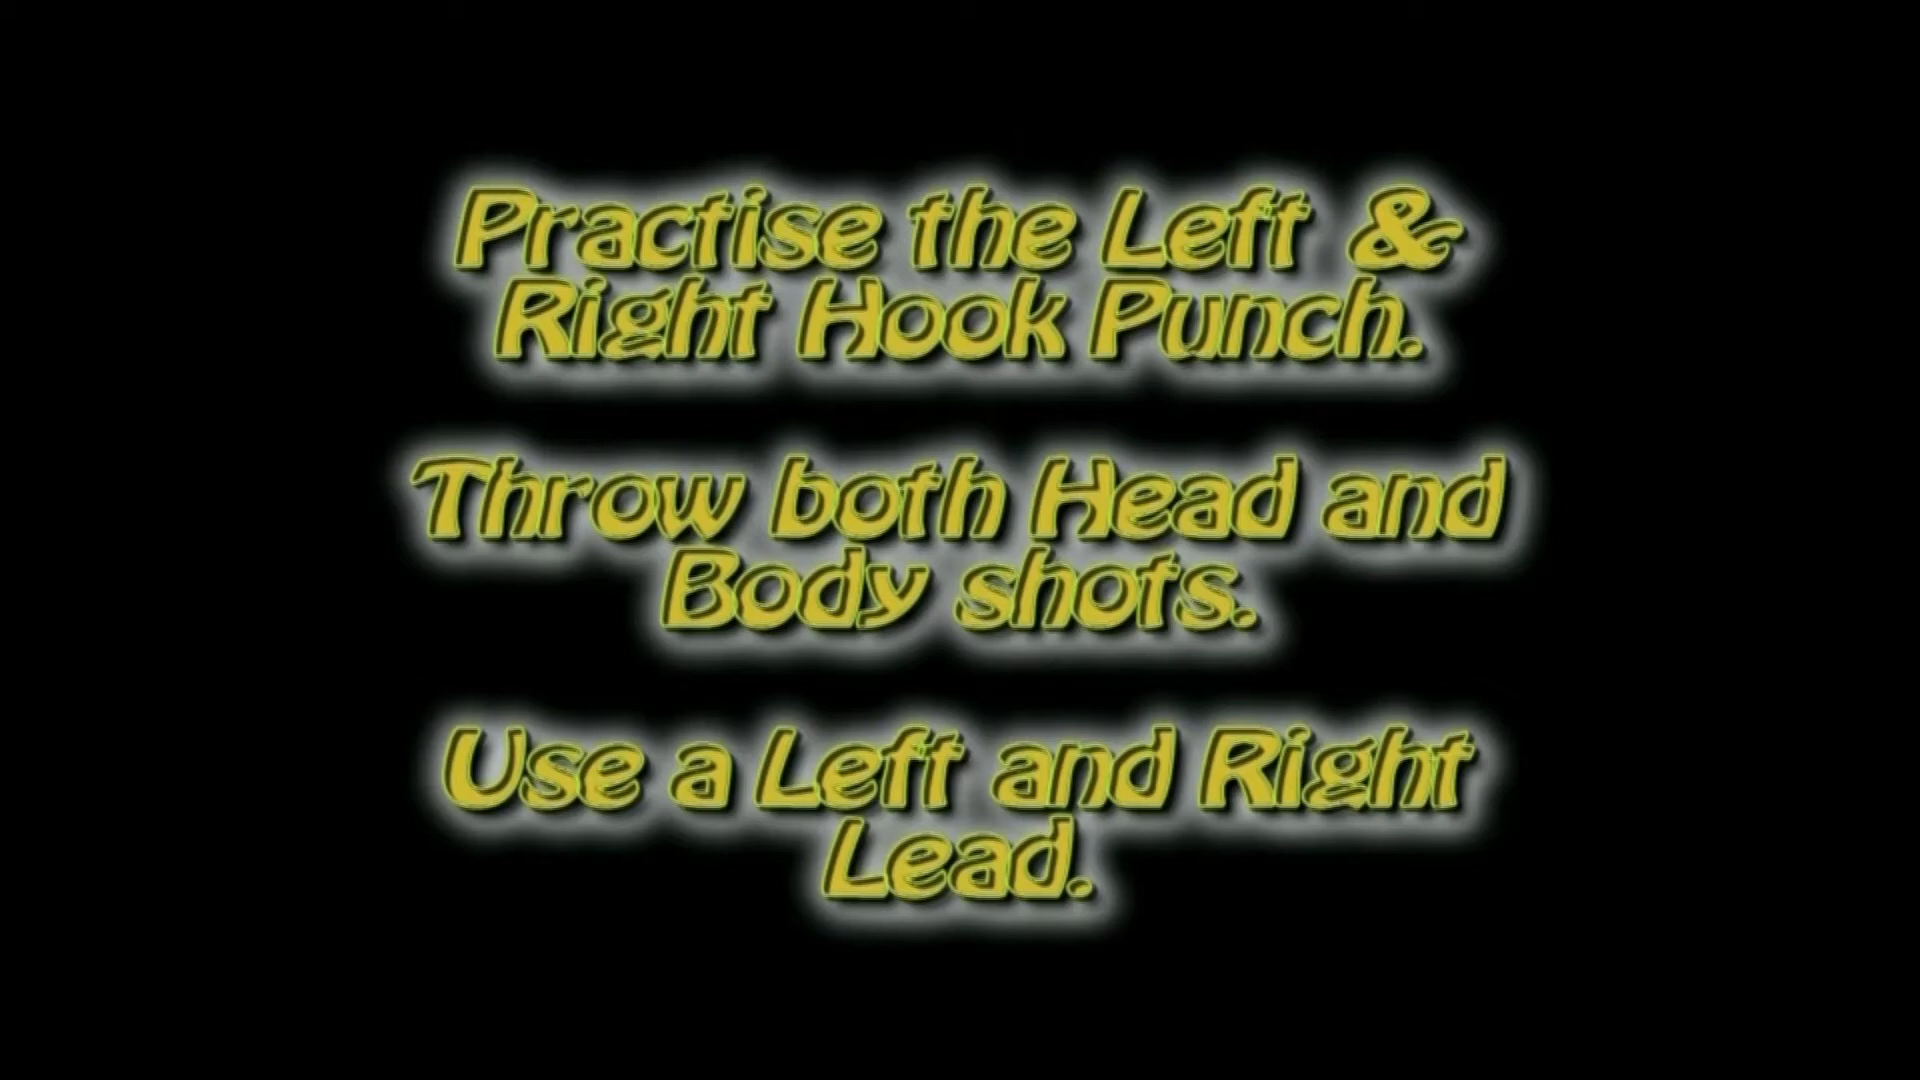 Practise the Left &
Right Hook Punch.
Throw both Head and
Body shots.
Use a Left and Right
Lead.